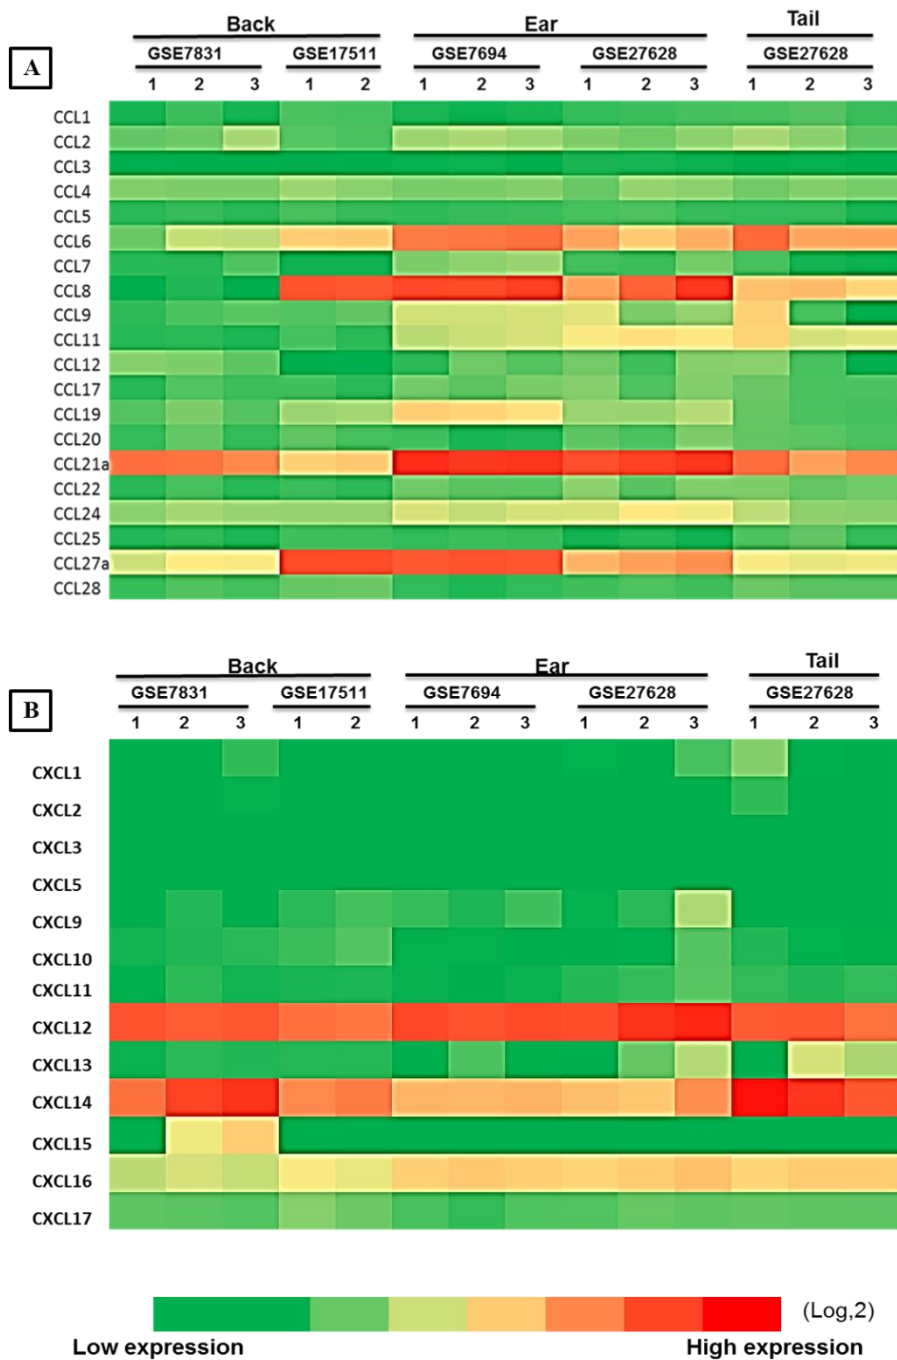 Back Ear Tail
GSE7831 GSE17511 GSE7694 GSE27628 GSE27628
A
1 2 3 1 2 1 2 3 1 2 3 1 2 3
CCL1
CCL2
CCL3
CCL4
CCL5
CCL6
CCL7
CCL8
CCL9
CCL11
CCL12
CCL17
CCL19
CCL20
CCL21a
CCL22
CCL24
CCL25
CCL27a
CCL28
Back Ear Tail
GSE7831 GSE17511 GSE7694 GSE27628 GSE27628
B
1 2 3 1 2 1 2 3 1 2 3 1 2 3
CXCL1
CXCL2
CXCL3
CXCL5
CXCL9
CXCL10
CXCL11
CXCL12
CXCL13
CXCL14
CXCL15
CXCL16
CXCL17
(Log,2)
Low expression High expression